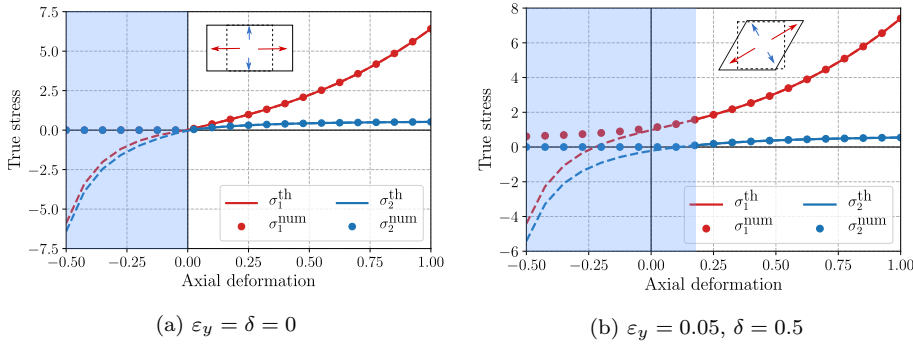 7.5
5.0
2.5
0.0
−2.5
−5.0
−7.5
True stress
σ₁ᵗʰ σ₂ᵗʰ
σ₁ⁿᵘᵐ σ₂ⁿᵘᵐ
−0.50 −0.25 0.00 0.25 0.50 0.75 1.00
Axial deformation
(a) εy = δ = 0
8
6
4
2
0
−2
−4
−6
True stress
σ₁ᵗʰ σ₂ᵗʰ
σ₁ⁿᵘᵐ σ₂ⁿᵘᵐ
−0.50 −0.25 0.00 0.25 0.50 0.75 1.00
Axial deformation
(b) εy = 0.05, δ = 0.5